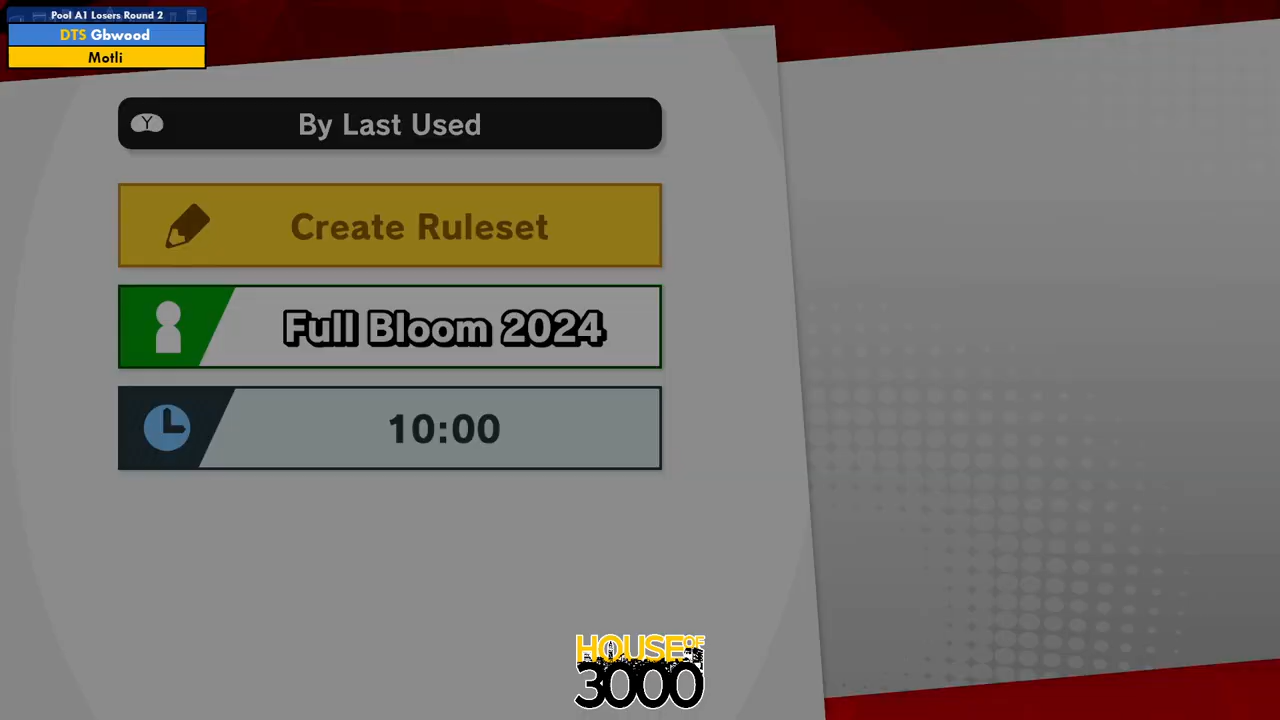 Pool A1 Losers Round 2
DTS Gbwood
Motli
Y
By Last Used
Create Ruleset
Full Bloom 2024
10:00
HOUSE OF
3000